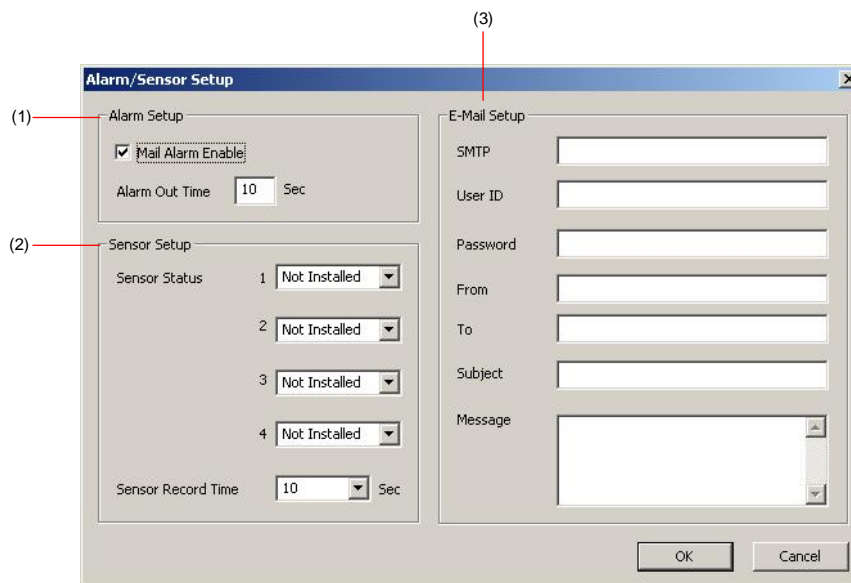 (3)
Alarm/Sensor Setup
(1)
Alarm Setup
Mail Alarm Enable
Alarm Out Time 10 Sec
(2)
Sensor Setup
Sensor Status 1 Not Installed
2 Not Installed
3 Not Installed
4 Not Installed
Sensor Record Time 10 Sec
E-Mail Setup
SMTP
User ID
Password
From
To
Subject
Message
OK Cancel